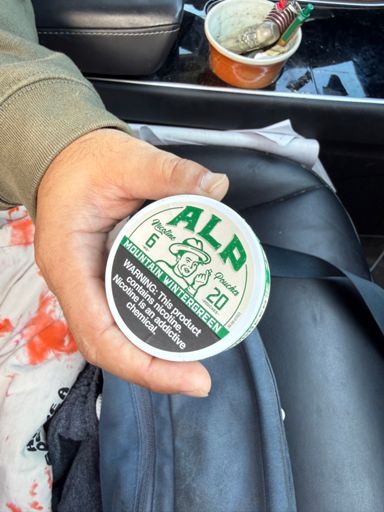 ALP
Nicotine
Pouches
6
20
MOUNTAIN WINTERGREEN
WARNING: This product
contains nicotine.
Nicotine is an addictive
chemical.